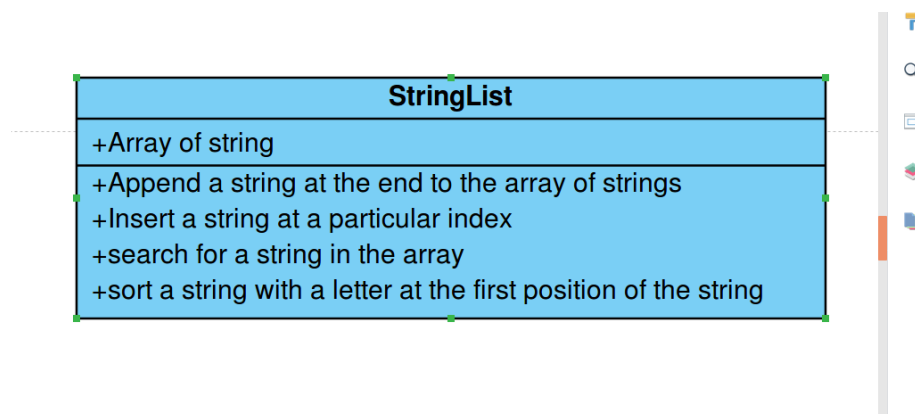 StringList
+Array of string
+Append a string at the end to the array of strings
+Insert a string at a particular index
+search for a string in the array
+sort a string with a letter at the first position of the string